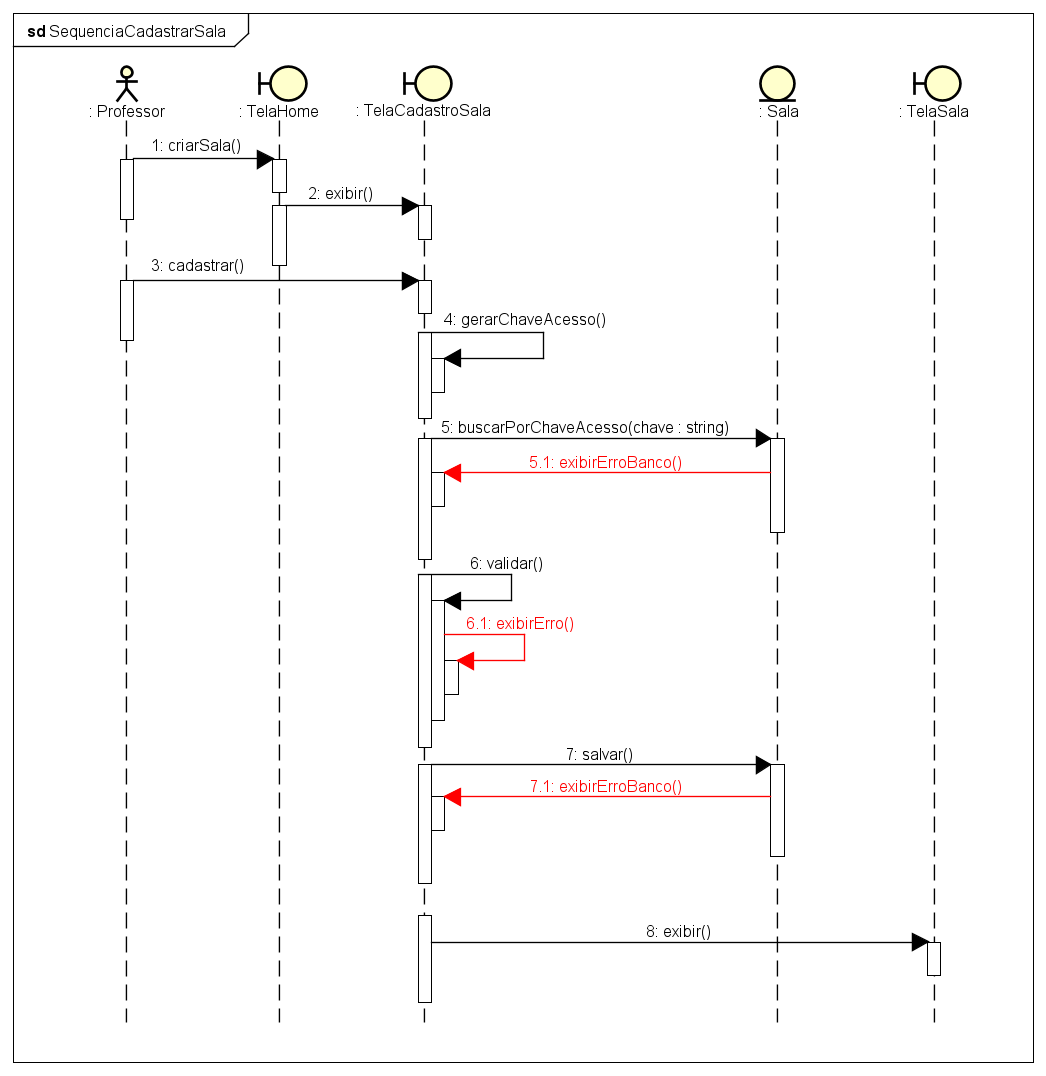 sd SequenciaCadastrarSala
: Professor
: TelaHome
: TelaCadastroSala
: Sala
: TelaSala
1: criarSala()
2: exibir()
3: cadastrar()
4: gerarChaveAcesso()
5: buscarPorChaveAcesso(chave : string)
5.1: exibirErroBanco()
6: validar()
6.1: exibirErro()
7: salvar()
7.1: exibirErroBanco()
8: exibir()